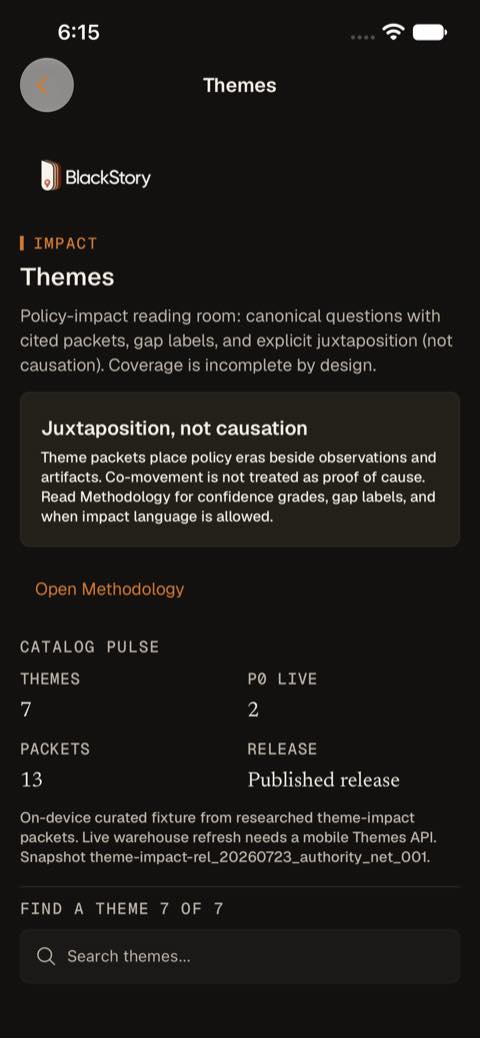 6:15
Themes
BlackStory
IMPACT
Themes
Policy-impact reading room: canonical questions with
cited packets, gap labels, and explicit juxtaposition (not
causation). Coverage is incomplete by design.
Juxtaposition, not causation
Theme packets place policy eras beside observations and
artifacts. Co-movement is not treated as proof of cause.
Read Methodology for confidence grades, gap labels, and
when impact language is allowed.
Open Methodology
CATALOG PULSE
THEMES
P0 LIVE
7
2
PACKETS
RELEASE
13
Published release
On-device curated fixture from researched theme-impact
packets. Live warehouse refresh needs a mobile Themes API.
Snapshot theme-impact-rel_20260723_authority_net_001.
FIND A THEME 7 OF 7
Search themes...